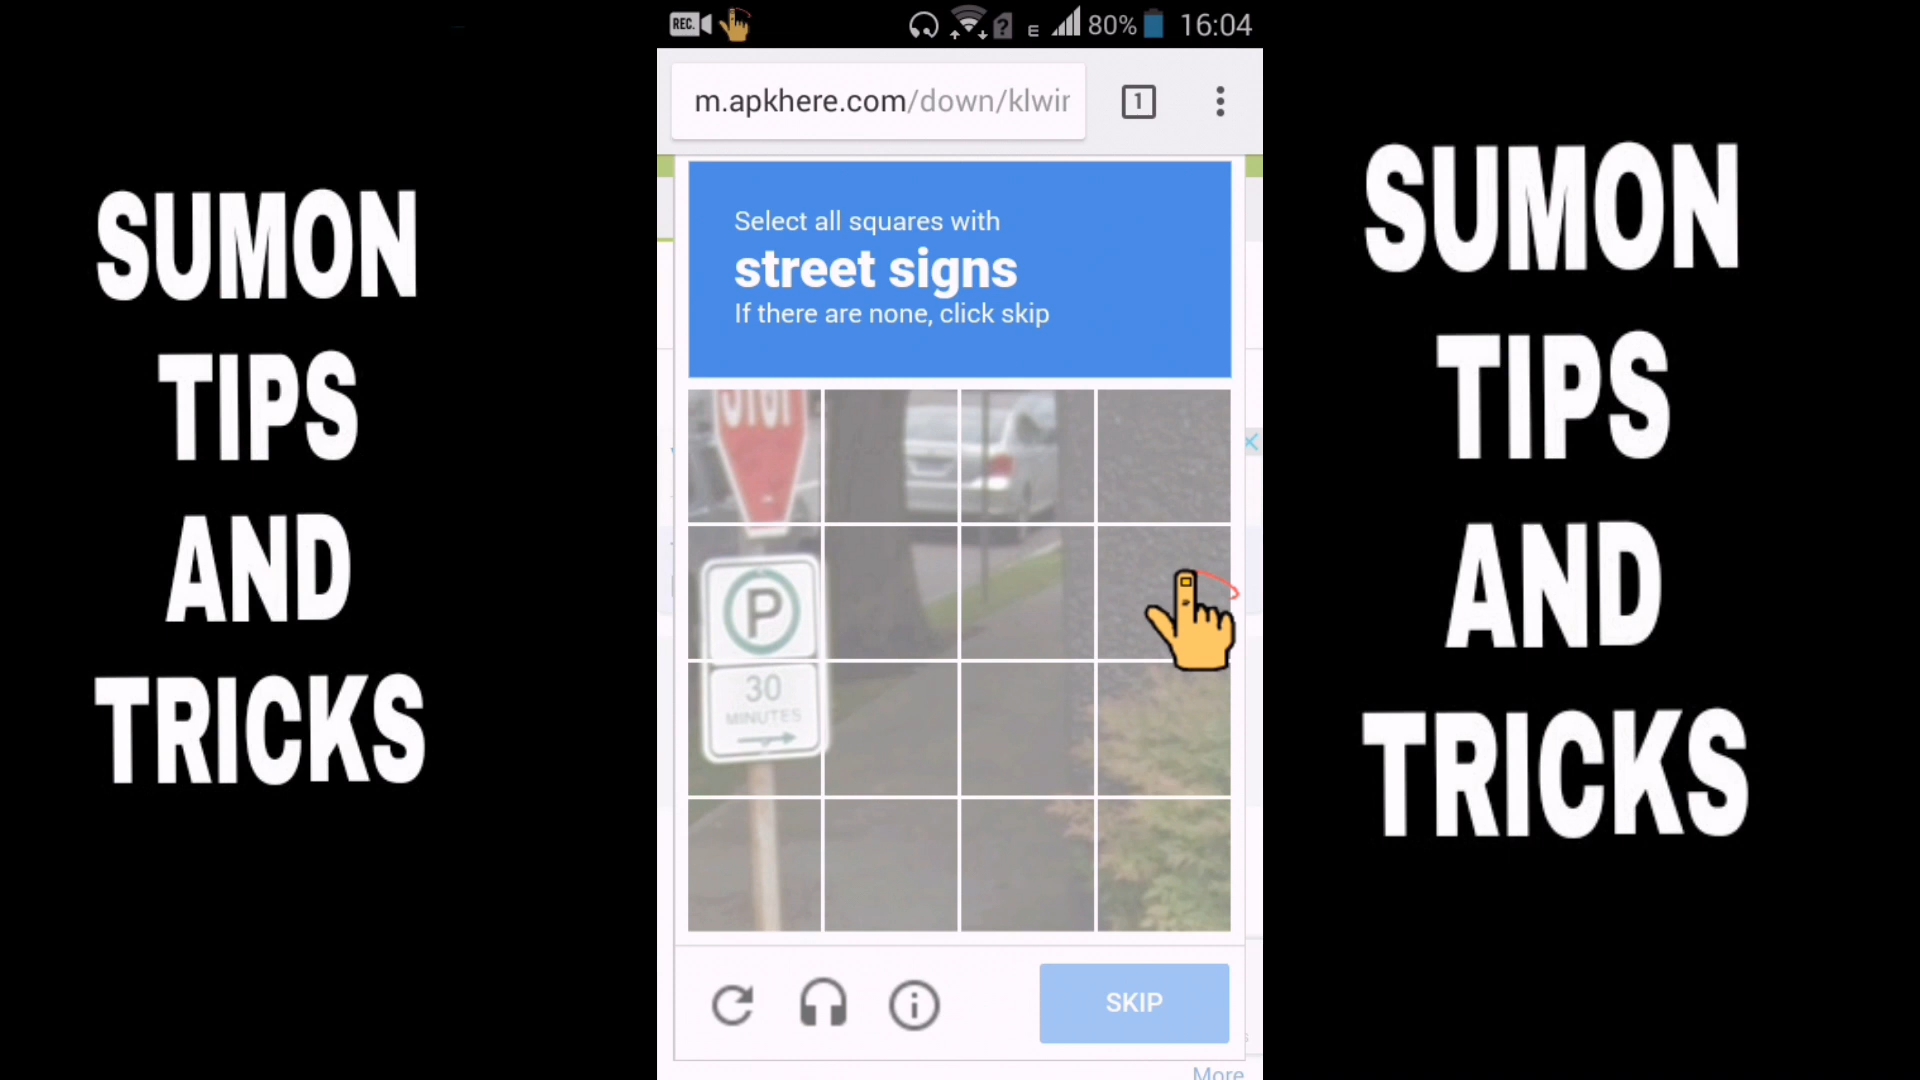 SUMON
TIPS
AND
TRICKS
REC.
E
80%
16:04
m.apkhere.com/down/klwir
1
Select all squares with
street signs
If there are none, click skip
STOP
P
30
MINUTES
SKIP
More
SUMON
TIPS
AND
TRICKS